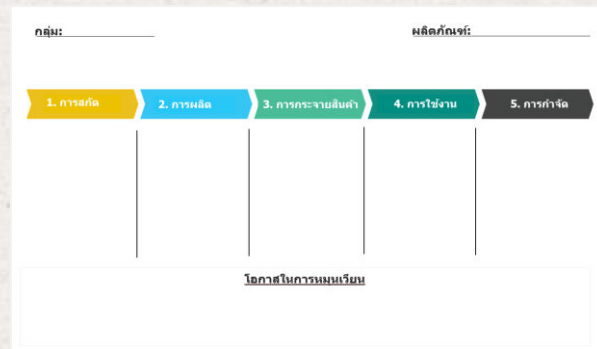 กลุ่ม: ผลิตภัณฑ์:
1. การสกัด 2. การผลิต 3. การกระจายสินค้า 4. การใช้งาน 5. การกำจัด
โอกาสในการหมุนเวียน